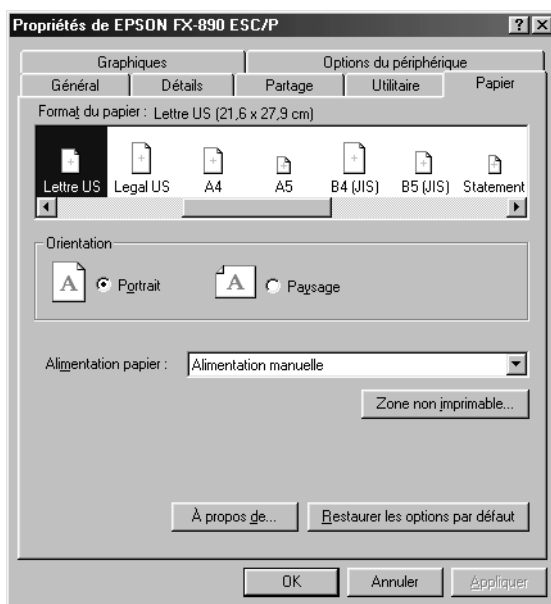 Propriétés de EPSON FX-890 ESC/P
Graphiques Options du périphérique
Général Détails Partage Utilitaire Papier
Format du papier : Lettre US (21,6 x 27,9 cm)
Lettre US Legal US A4 A5 B4 (JIS) B5 (JIS) Statement
Orientation
A Portrait A Paysage
Alimentation papier : Alimentation manuelle
Zone non imprimable...
À propos de... Restaurer les options par défaut
OK Annuler Appliquer